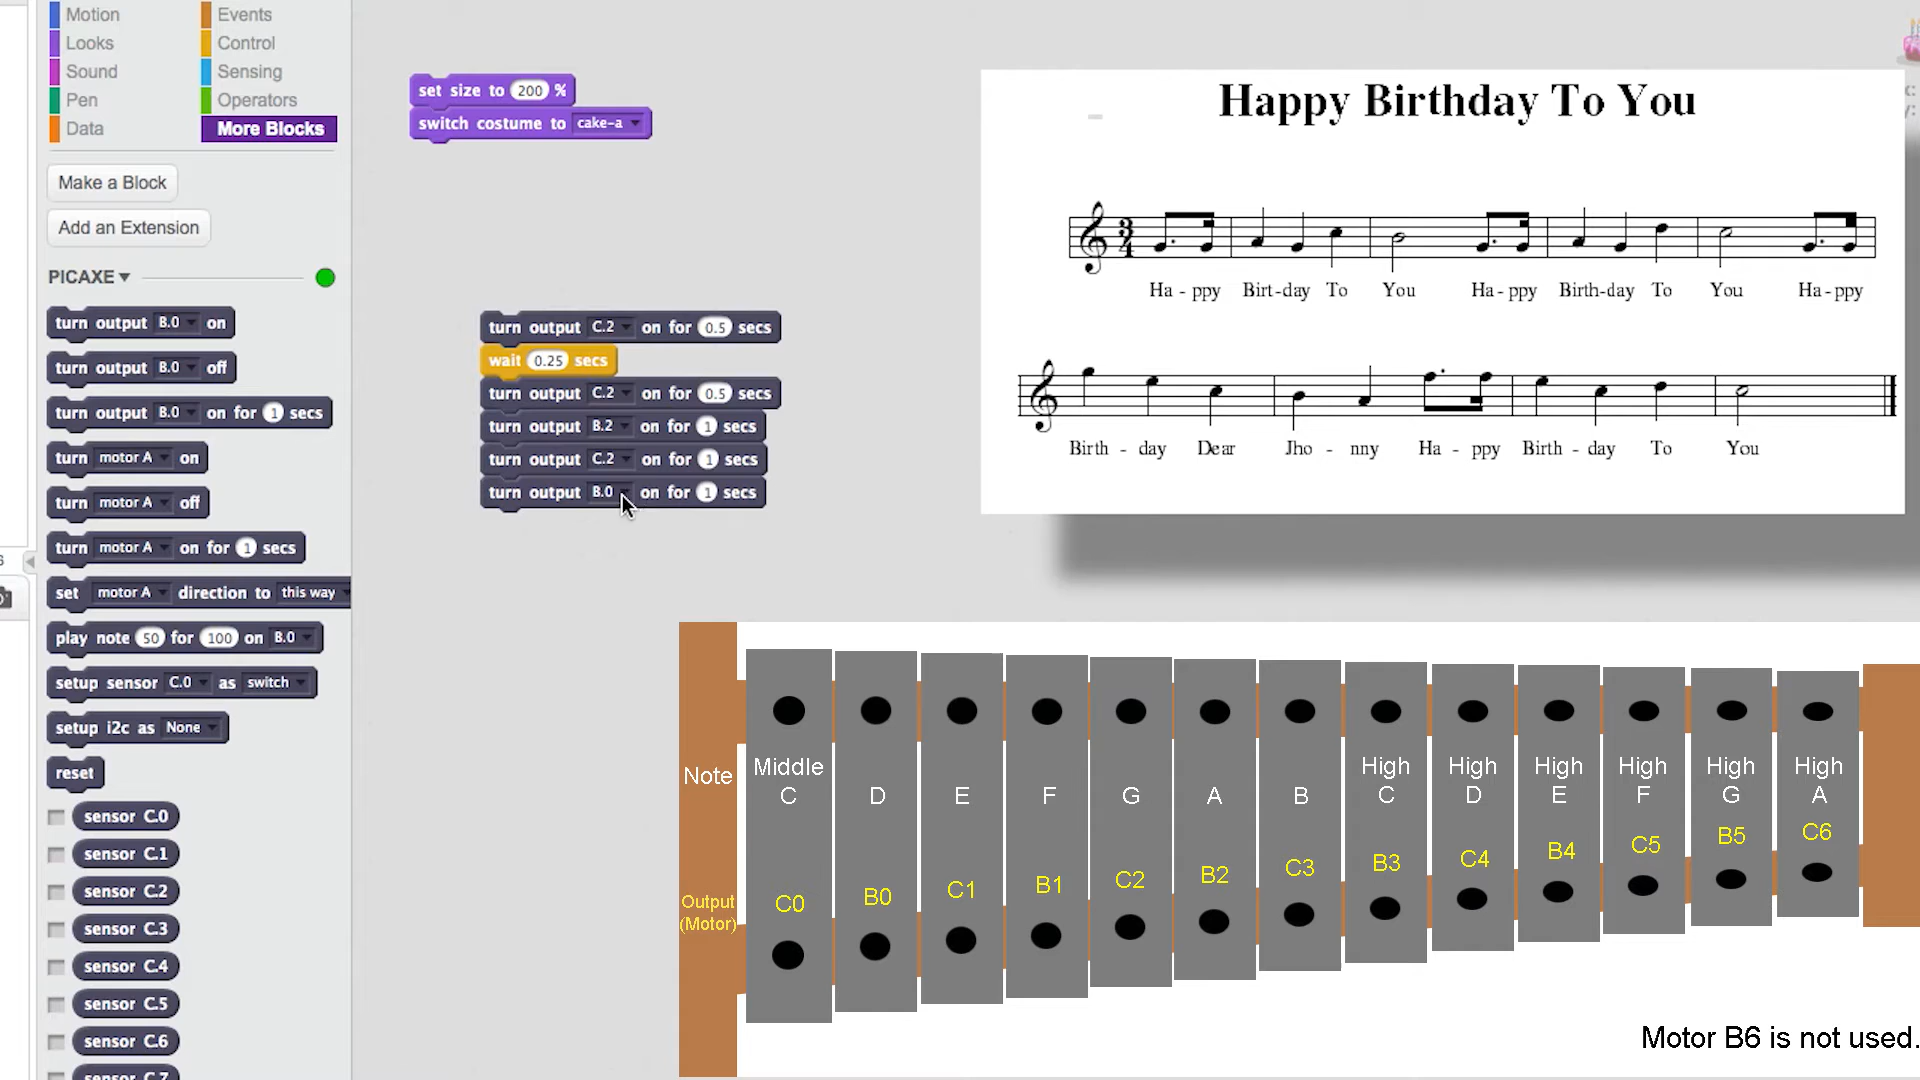 Motion
Events
Looks
Control
Sound
Sensing
Pen
Operators
Data
More Blocks
Make a Block
Add an Extension
PICAXE
turn output B.0 on
turn output B.0 off
turn output B.0 on for 1 secs
turn motor A on
turn motor A off
turn motor A on for 1 secs
set motor A direction to this way
play note 50 for 100 on B.0
setup sensor C.0 as switch
setup i2c as None
reset
sensor C.0
sensor C.1
sensor C.2
sensor C.3
sensor C.4
sensor C.5
sensor C.6
sensor C.7
set size to 200 %
switch costume to cake-a
turn output C.2 on for 0.5 secs
wait 0.25 secs
turn output C.2 on for 0.5 secs
turn output B.2 on for 1 secs
turn output C.2 on for 1 secs
turn output B.0 on for 1 secs
Happy Birthday To You
3
4
Ha - ppy Birt-day To You Ha - ppy Birth-day To You Ha - ppy
Birth - day Dear Jho - nny Ha - ppy Birth - day To You
Note Middle C D E F G A B High C High D High E High F High G High A
Output (Motor) C0 B0 C1 B1 C2 B2 C3 B3 C4 B4 C5 B5 C6
Motor B6 is not used.